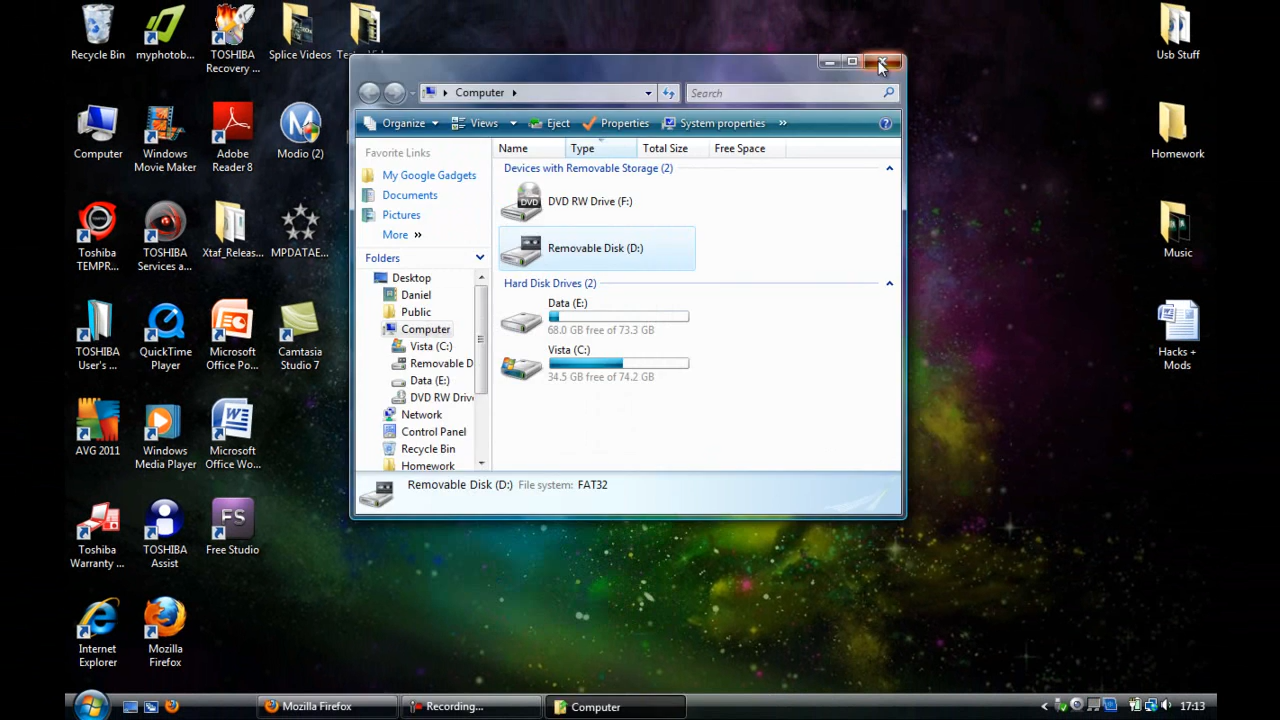 Recycle Bin
myphotob...
TOSHIBA
Recovery ...
Splice Videos
Usb Stuff
Computer
Windows
Movie Maker
Adobe
Reader 8
Modio (2)
Homework
Toshiba
TEMPR...
TOSHIBA
Services a...
Xtaf_Releas...
MPDATAE...
Music
TOSHIBA
User's ...
QuickTime
Player
Microsoft
Office Po...
Camtasia
Studio 7
Hacks +
Mods
AVG 2011
Windows
Media Player
Microsoft
Office Wo...
Toshiba
Warranty ...
TOSHIBA
Assist
FS
Free Studio
Internet
Explorer
Mozilla
Firefox
Computer
Search
Organize
Views
Eject
Properties
System properties
»
Favorite Links
My Google Gadgets
Documents
Pictures
More »
Folders
Desktop
Daniel
Public
Computer
Vista (C:)
Removable D
Data (E:)
DVD RW Drive
Network
Control Panel
Recycle Bin
Homework
Name
Type
Total Size
Free Space
Devices with Removable Storage (2)
DVD
DVD RW Drive (F:)
Removable Disk (D:)
Hard Disk Drives (2)
Data (E:)
68.0 GB free of 73.3 GB
Vista (C:)
34.5 GB free of 74.2 GB
Removable Disk (D:) File system: FAT32
Mozilla Firefox
Recording...
Computer
17:13